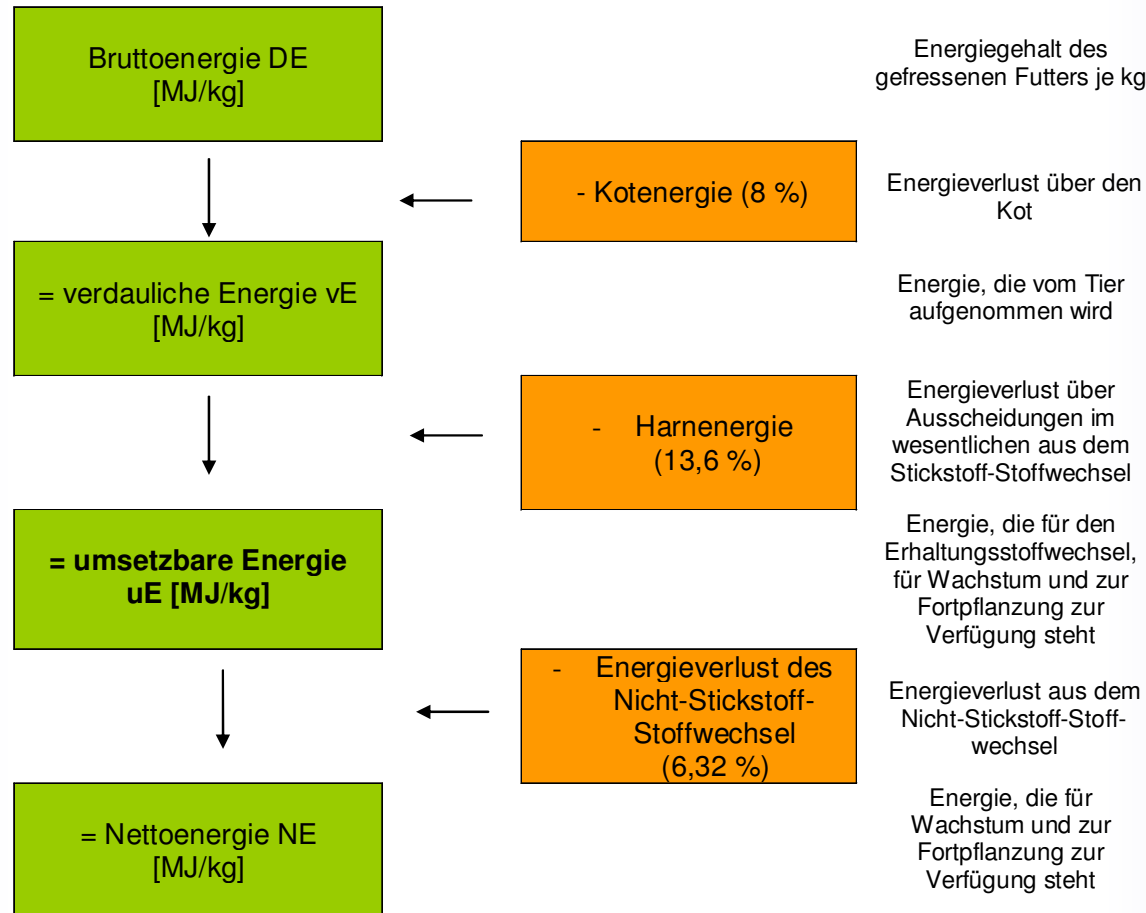 Bruttoenergie DE
[MJ/kg]
Energiegehalt des
gefressenen Futters je kg
- Kotenergie (8 %)
Energieverlust über den
Kot
= verdauliche Energie vE
[MJ/kg]
Energie, die vom Tier
aufgenommen wird
- Harnenergie
(13,6 %)
Energieverlust über
Ausscheidungen im
wesentlichen aus dem
Stickstoff-Stoffwechsel
= umsetzbare Energie
uE [MJ/kg]
Energie, die für den
Erhaltungsstoffwechsel,
für Wachstum und zur
Fortpflanzung zur
Verfügung steht
- Energieverlust des
Nicht-Stickstoff-
Stoffwechsel
(6,32 %)
Energieverlust aus dem
Nicht-Stickstoff-Stoff-
wechsel
= Nettoenergie NE
[MJ/kg]
Energie, die für
Wachstum und zur
Fortpflanzung zur
Verfügung steht